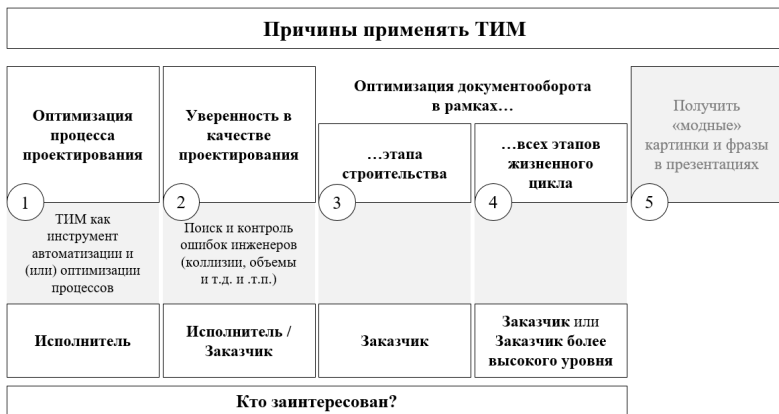 Причины применять ТИМ
Оптимизация
процесса
проектирования
Уверенность в
качестве
проектирования
Оптимизация документооборота
в рамках…
…этапа
строительства
…всех этапов
жизненного
цикла
Получить
«модные»
картинки и фразы
в презентациях
1
2
3
4
5
ТИМ как
инструмент
автоматизации и
(или) оптимизации
процессов
Поиск и контроль
ошибок инженеров
(коллизии, объемы
и т.д. и .т.п.)
Исполнитель
Исполнитель /
Заказчик
Заказчик
Заказчик или
Заказчик более
высокого уровня
Кто заинтересован?